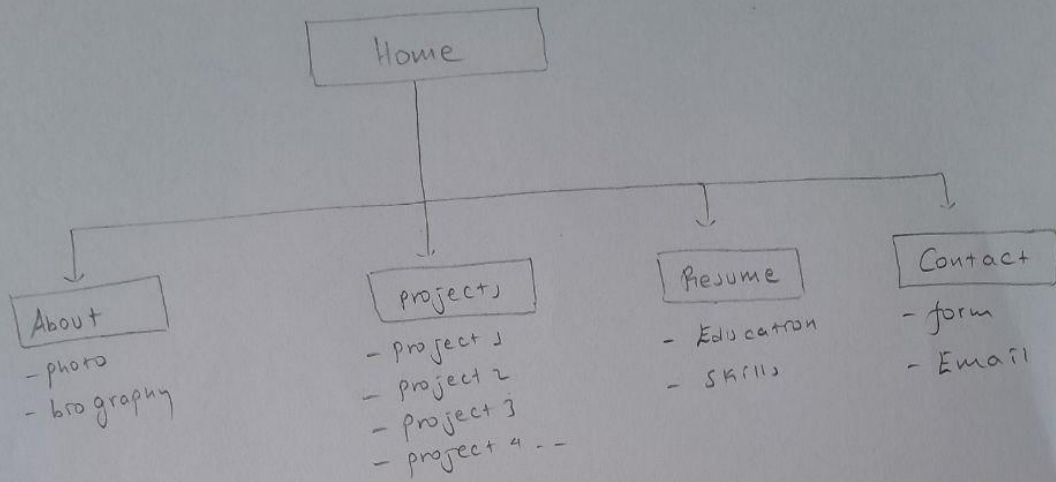 Home
About
- photo
- biography
projects
- project 1
- project 2
- project 3
- project 4 . . -
Resume
- Education
- Skills
Contact
- form
- Email